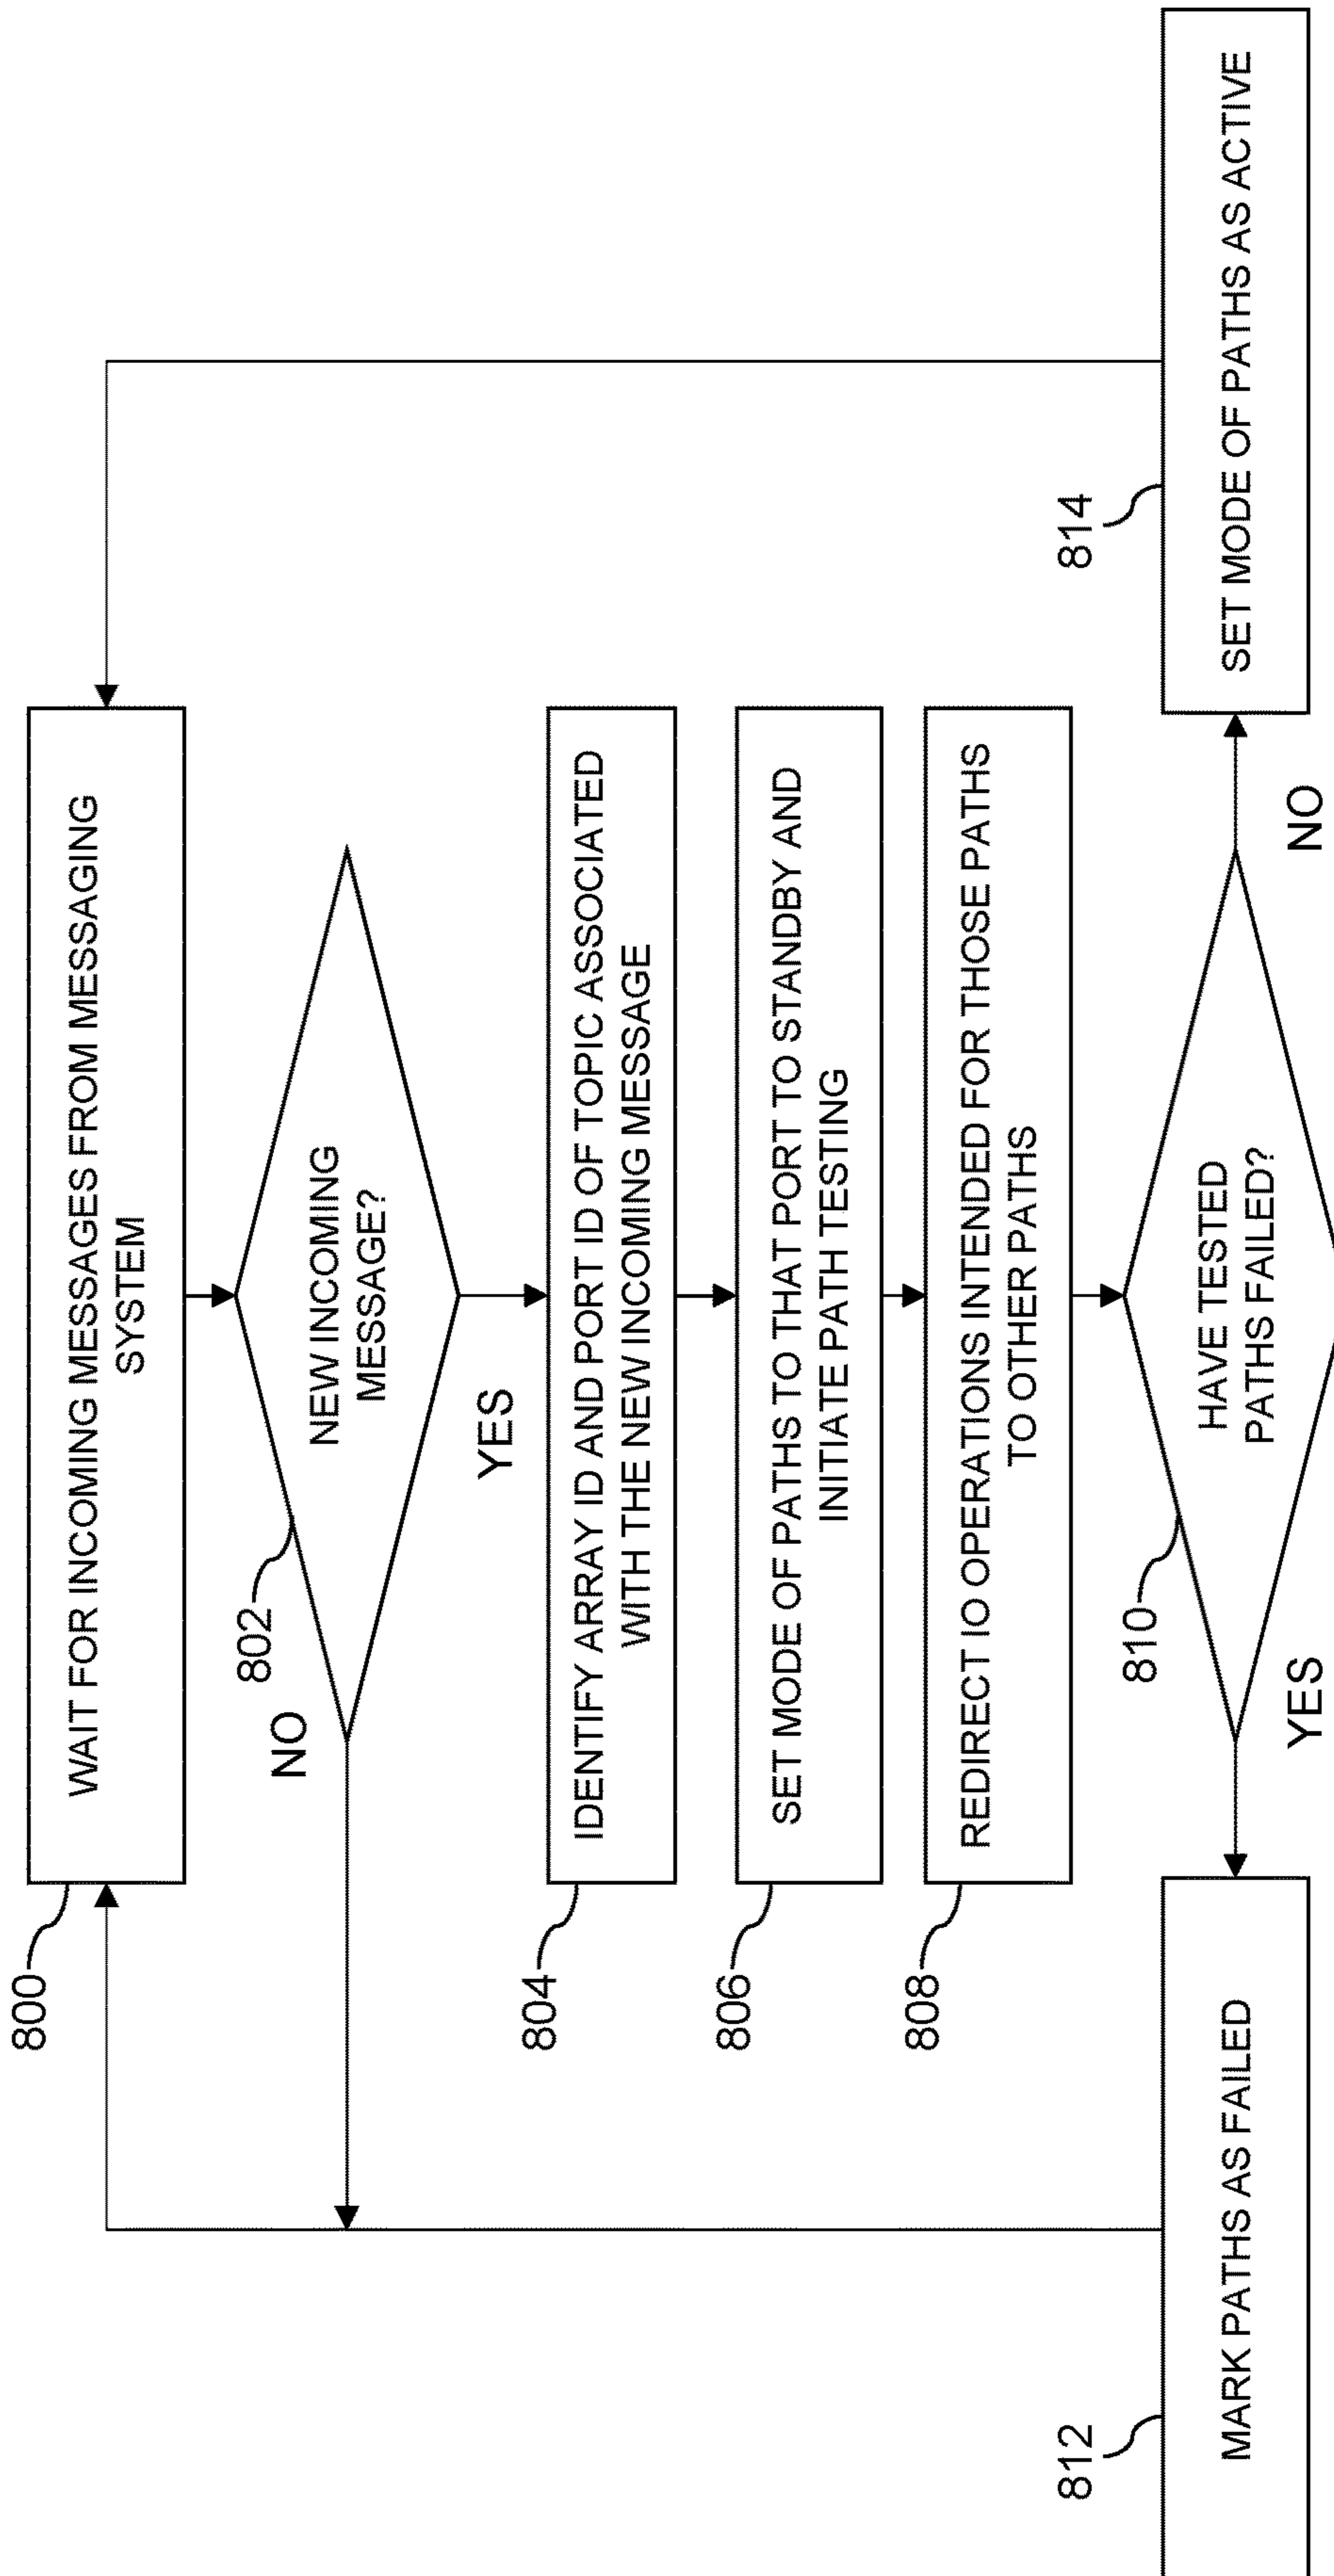 800
WAIT FOR INCOMING MESSAGES FROM MESSAGING
SYSTEM
802
NEW INCOMING
MESSAGE?
NO
YES
804
IDENTIFY ARRAY ID AND PORT ID OF TOPIC ASSOCIATED
WITH THE NEW INCOMING MESSAGE
806
SET MODE OF PATHS TO THAT PORT TO STANDBY AND
INITIATE PATH TESTING
808
REDIRECT IO OPERATIONS INTENDED FOR THOSE PATHS
TO OTHER PATHS
810
HAVE TESTED
PATHS FAILED?
YES
NO
812
MARK PATHS AS FAILED
814
SET MODE OF PATHS AS ACTIVE